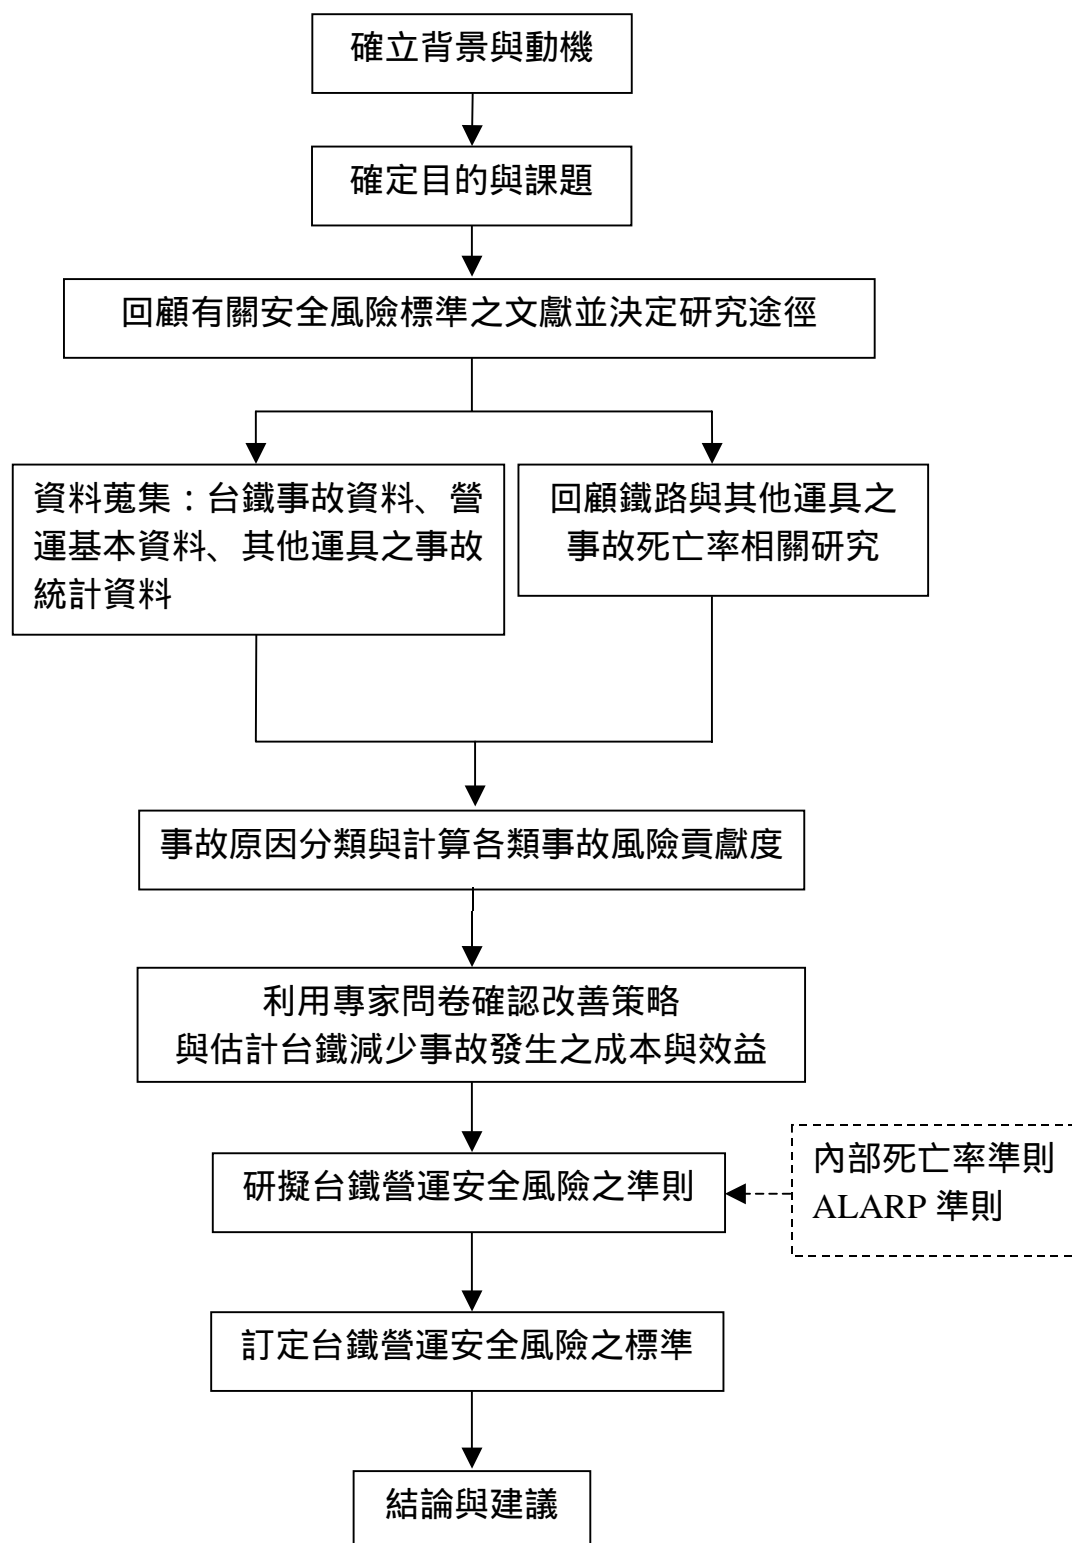 確立背景與動機
確定目的與課題
回顧有關安全風險標準之文獻並決定研究途徑
資料蒐集：台鐵事故資料、營
運基本資料、其他運具之事故
統計資料
回顧鐵路與其他運具之
事故死亡率相關研究
事故原因分類與計算各類事故風險貢獻度
利用專家問卷確認改善策略
與估計台鐵減少事故發生之成本與效益
研擬台鐵營運安全風險之準則
內部死亡率準則
ALARP 準則
訂定台鐵營運安全風險之標準
結論與建議